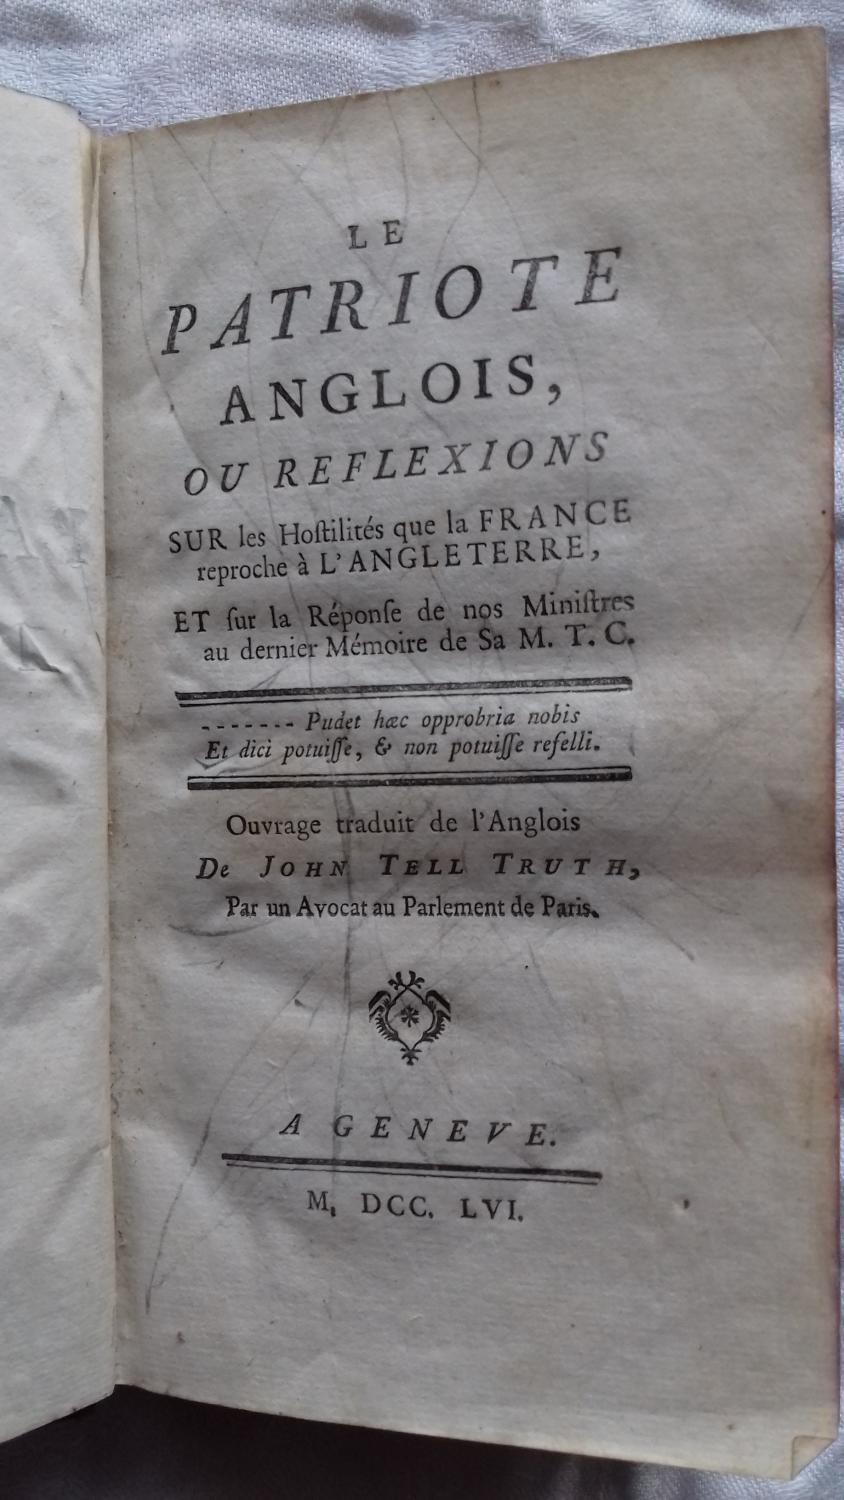 LE
PATRIOTE
ANGLOIS,
OU REFLEXIONS
SUR les Hoſtilités que la FRANCE
reproche à L'ANGLETERRE,
ET ſur la Réponſe de nos Miniſtres
au dernier Mémoire de Sa M. T. C.
------- Pudet hæc opprobria nobis
Et dici potuiſſe, & non potuiſſe refelli.
Ouvrage traduit de l'Anglois
De JOHN TELL TRUTH,
Par un Avocat au Parlement de Paris.
A GENEVE.
M. DCC. LVI.